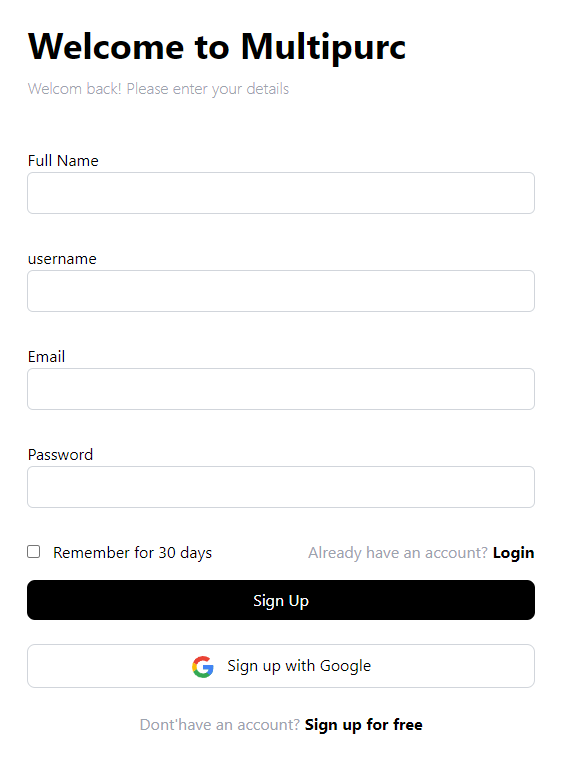 Welcome to Multipurc
Welcom back! Please enter your details
Full Name
username
Email
Password
Remember for 30 days Already have an account? Login
Sign Up
Sign up with Google
Dont'have an account? Sign up for free